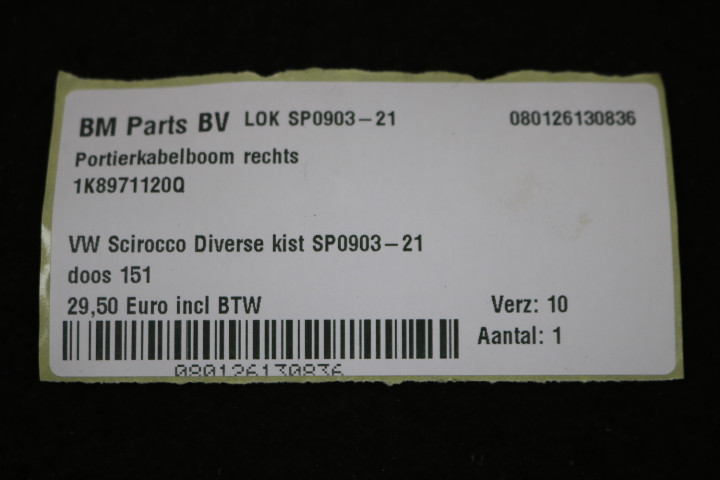 BM Parts BV LOK SP0903-21 080126130836
Portierkabelboom rechts
1K8971120Q
VW Scirocco Diverse kist SP0903-21
doos 151
29,50 Euro incl BTW Verz: 10
Aantal: 1
080126130836